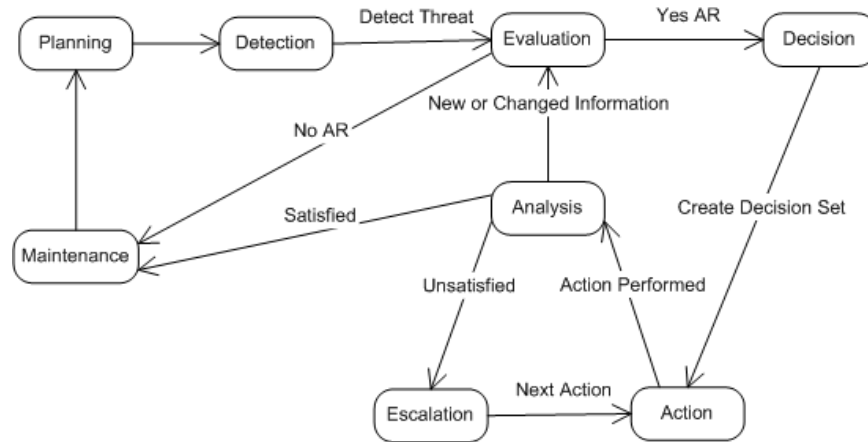 Detect Threat
Yes AR
Planning
Detection
Evaluation
Decision
New or Changed Information
No AR
Analysis
Create Decision Set
Satisfied
Maintenance
Unsatisfied
Action Performed
Next Action
Escalation
Action